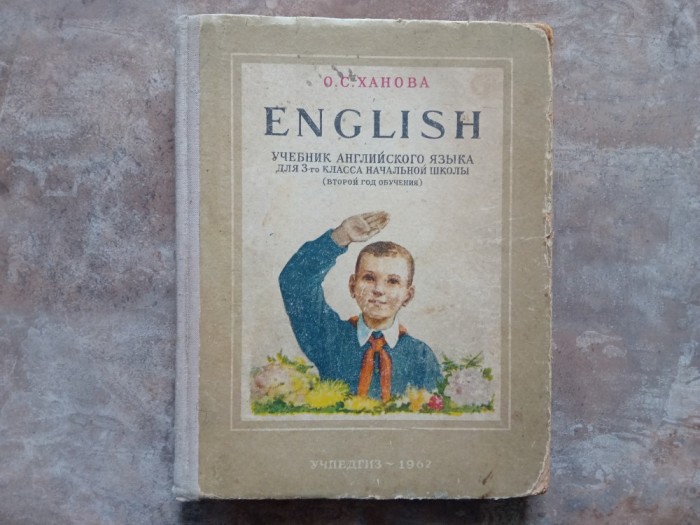 О.С.ХАНОВА
ENGLISH
УЧЕБНИК АНГЛИЙСКОГО ЯЗЫКА
ДЛЯ 3-го КЛАССА НАЧАЛЬНОЙ ШКОЛЫ
(ВТОРОЙ ГОД ОБУЧЕНИЯ)
УЧПЕДГИЗ ~ 1962